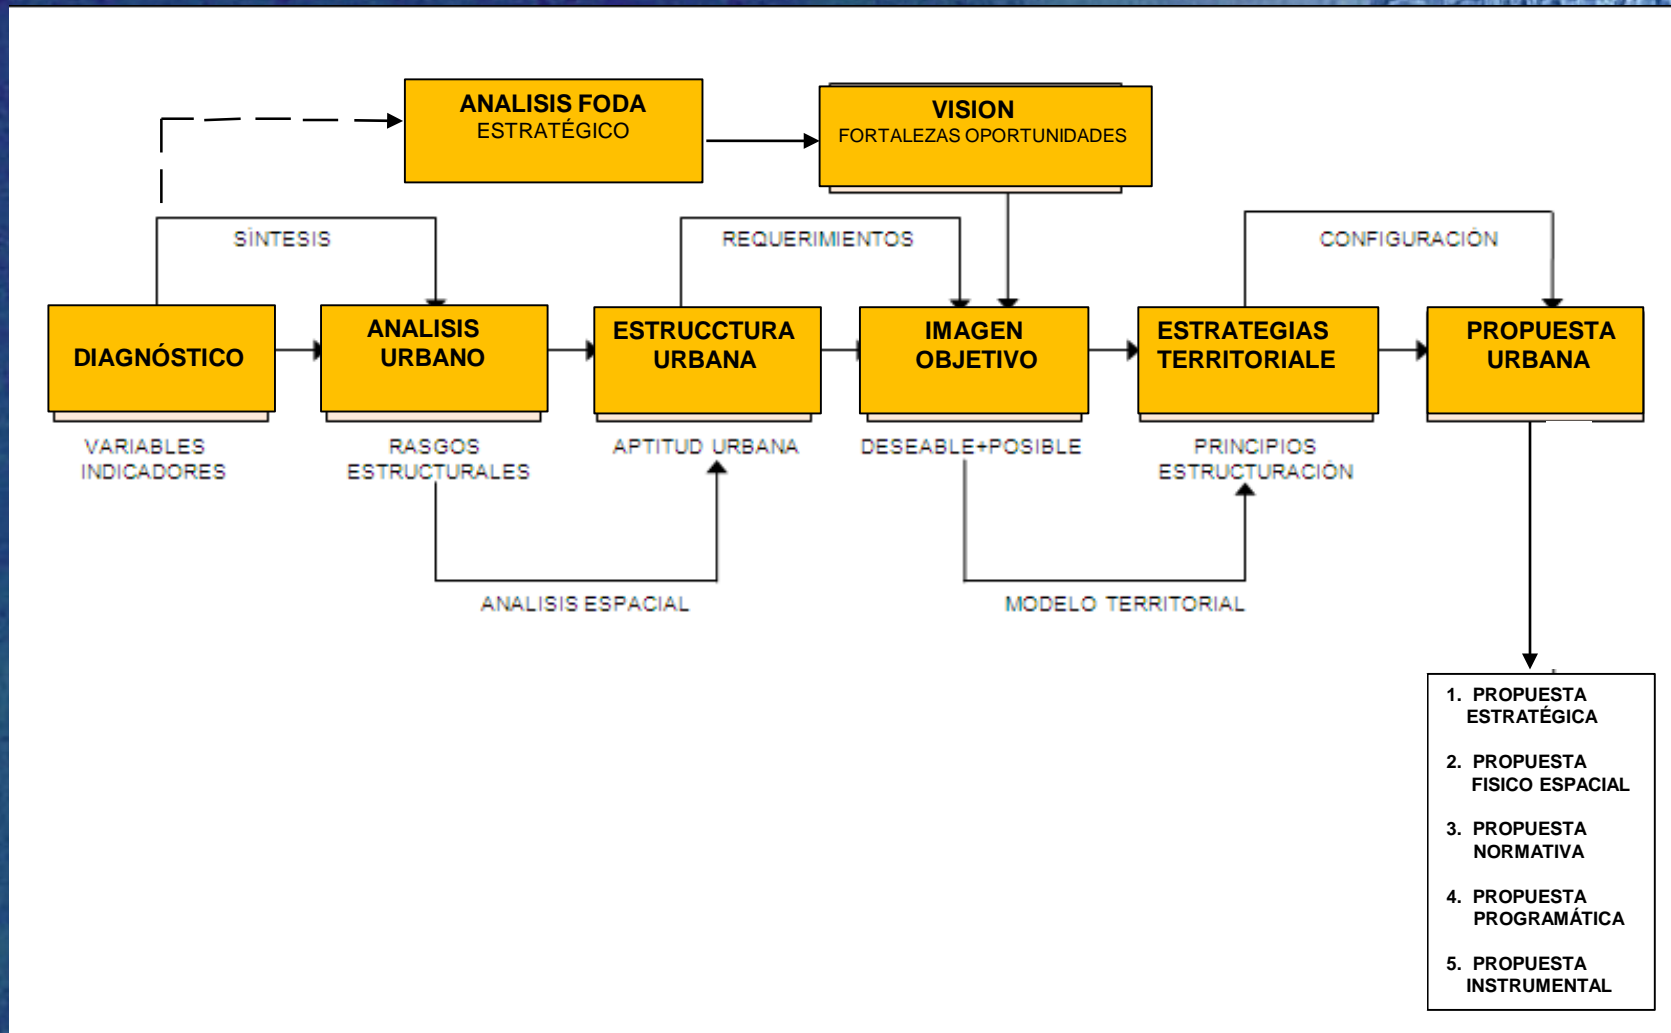 ANALISIS FODA
ESTRATÉGICO
VISION
FORTALEZAS OPORTUNIDADES
SÍNTESIS
REQUERIMIENTOS
CONFIGURACIÓN
DIAGNÓSTICO
ANALISIS
URBANO
ESTRUCCTURA
URBANA
IMAGEN
OBJETIVO
ESTRATEGIAS
TERRITORIALE
PROPUESTA
URBANA
VARIABLES
INDICADORES
RASGOS
ESTRUCTURALES
APTITUD URBANA
DESEABLE+POSIBLE
PRINCIPIOS
ESTRUCTURACIÓN
ANALISIS ESPACIAL
MODELO TERRITORIAL
1. PROPUESTA
ESTRATÉGICA
2. PROPUESTA
FISICO ESPACIAL
3. PROPUESTA
NORMATIVA
4. PROPUESTA
PROGRAMÁTICA
5. PROPUESTA
INSTRUMENTAL